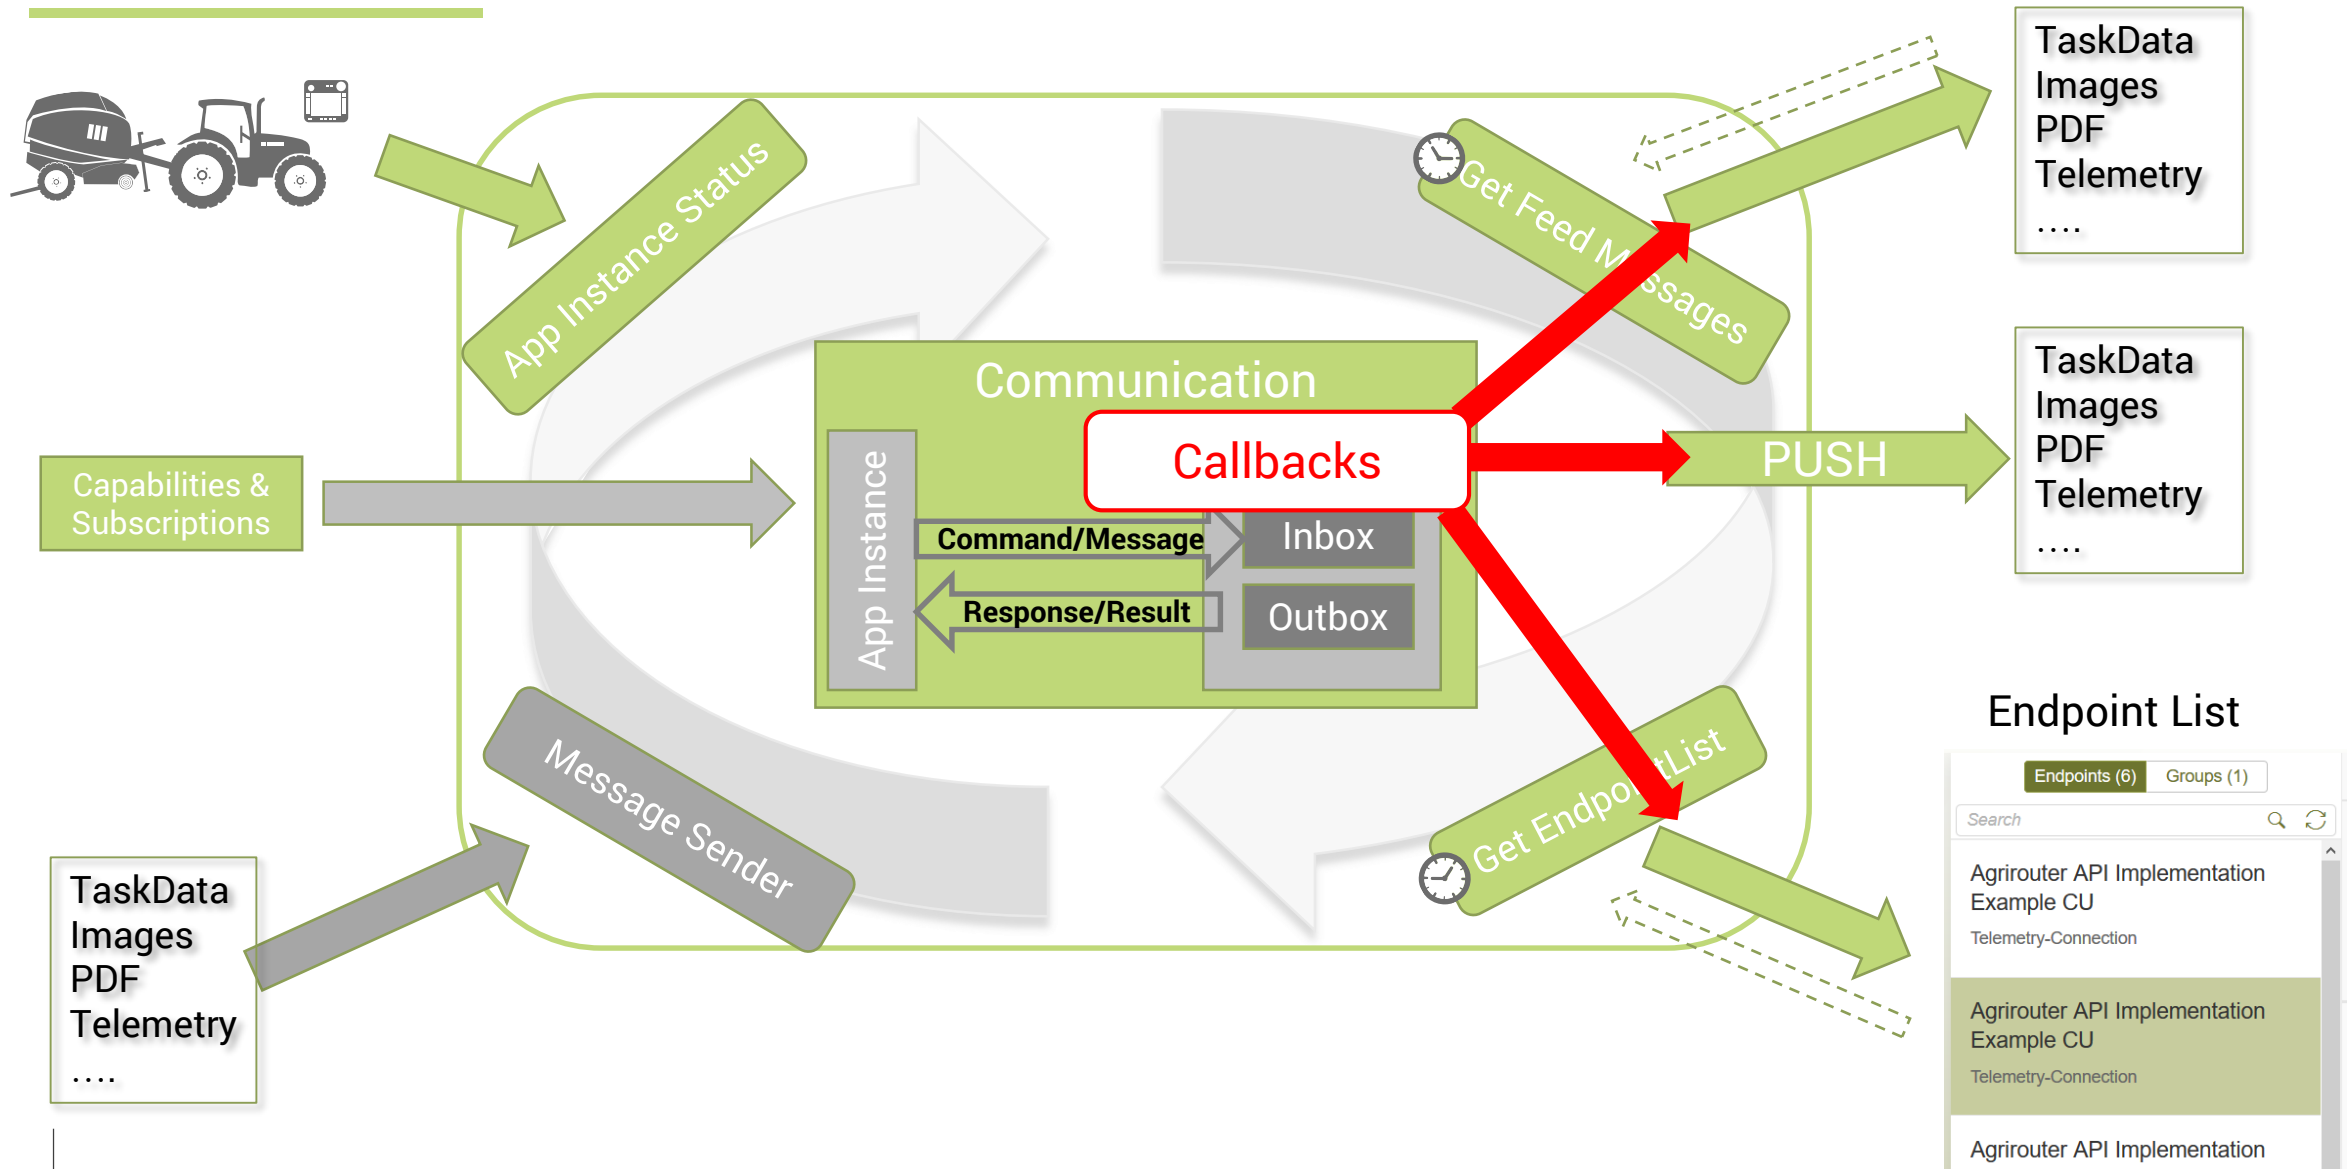 TaskData
Images
PDF
Telemetry
....
App Instance Status
Get Feed Messages
Communication
Callbacks
PUSH
TaskData
Images
PDF
Telemetry
....
Capabilities &
Subscriptions
App Instance
Command/Message
Inbox
Response/Result
Outbox
Message Sender
Get EndpointList
TaskData
Images
PDF
Telemetry
....
Endpoint List
Endpoints (6)
Groups (1)
Search
Agrirouter API Implementation
Example CU
Telemetry-Connection
Agrirouter API Implementation
Example CU
Telemetry-Connection
Agrirouter API Implementation